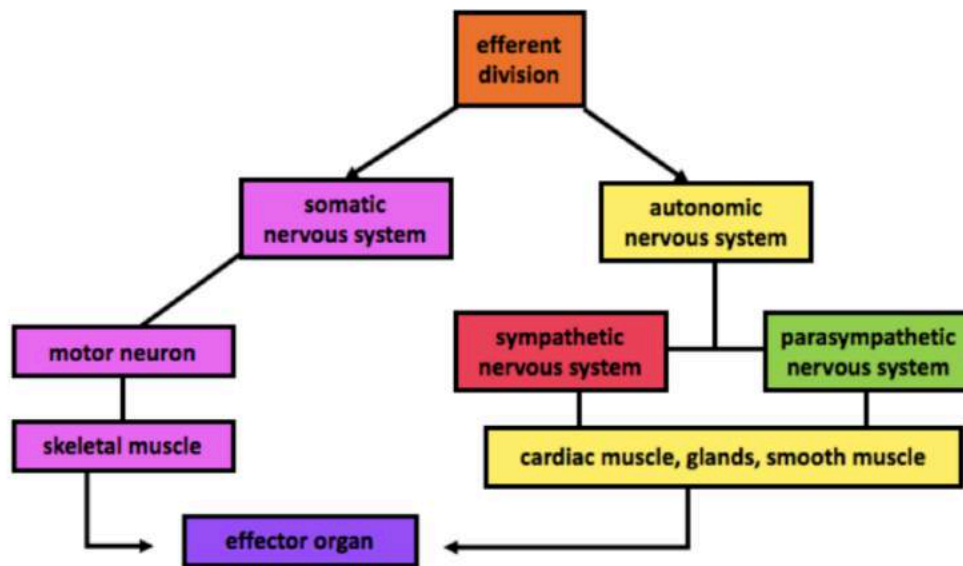 efferent
division
somatic
nervous system
autonomic
nervous system
motor neuron
sympathetic
nervous system
parasympathetic
nervous system
skeletal muscle
cardiac muscle, glands, smooth muscle
effector organ